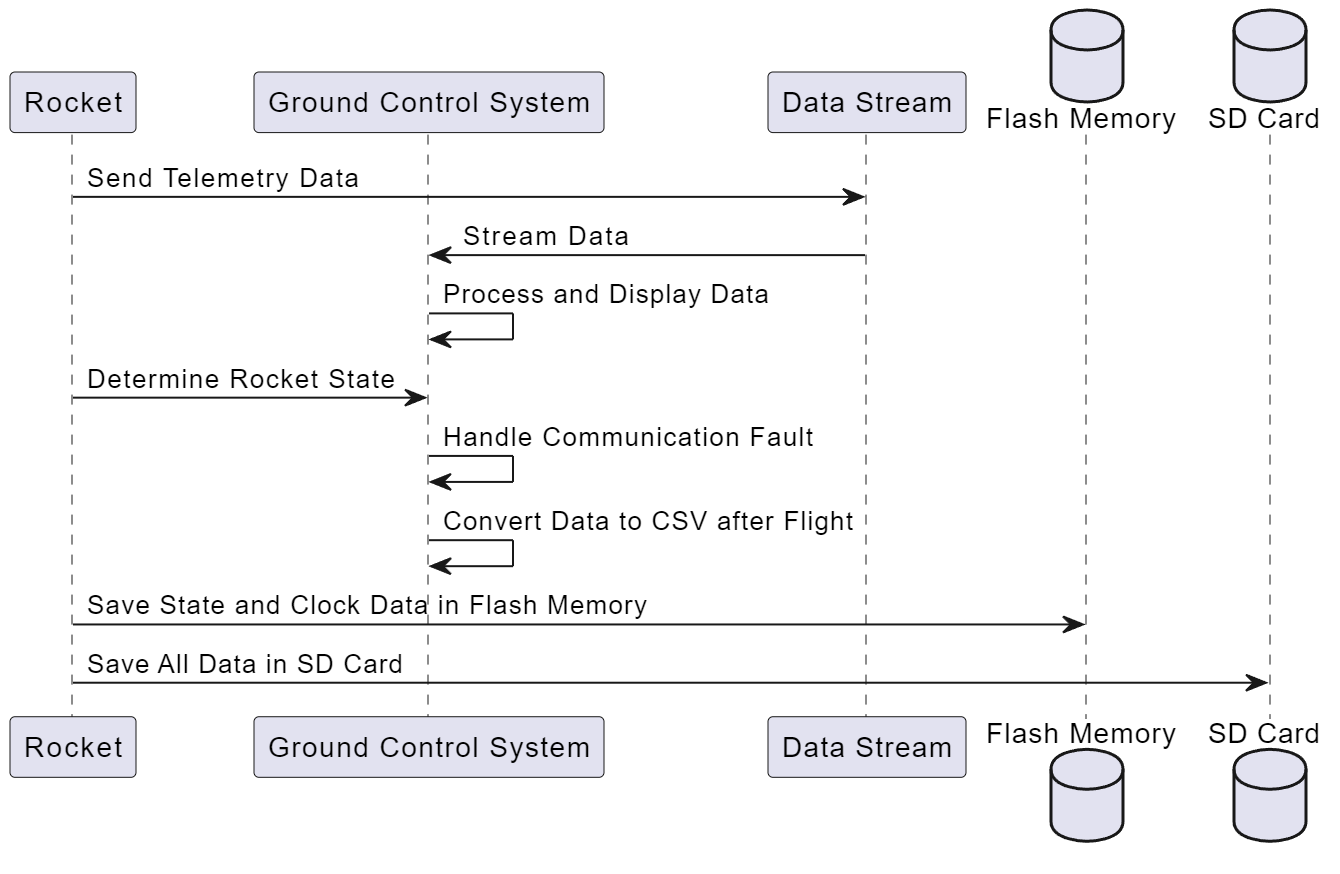 Rocket
Ground Control System
Data Stream
Flash Memory
SD Card
Send Telemetry Data
Stream Data
Process and Display Data
Determine Rocket State
Handle Communication Fault
Convert Data to CSV after Flight
Save State and Clock Data in Flash Memory
Save All Data in SD Card
Rocket
Ground Control System
Data Stream
Flash Memory
SD Card